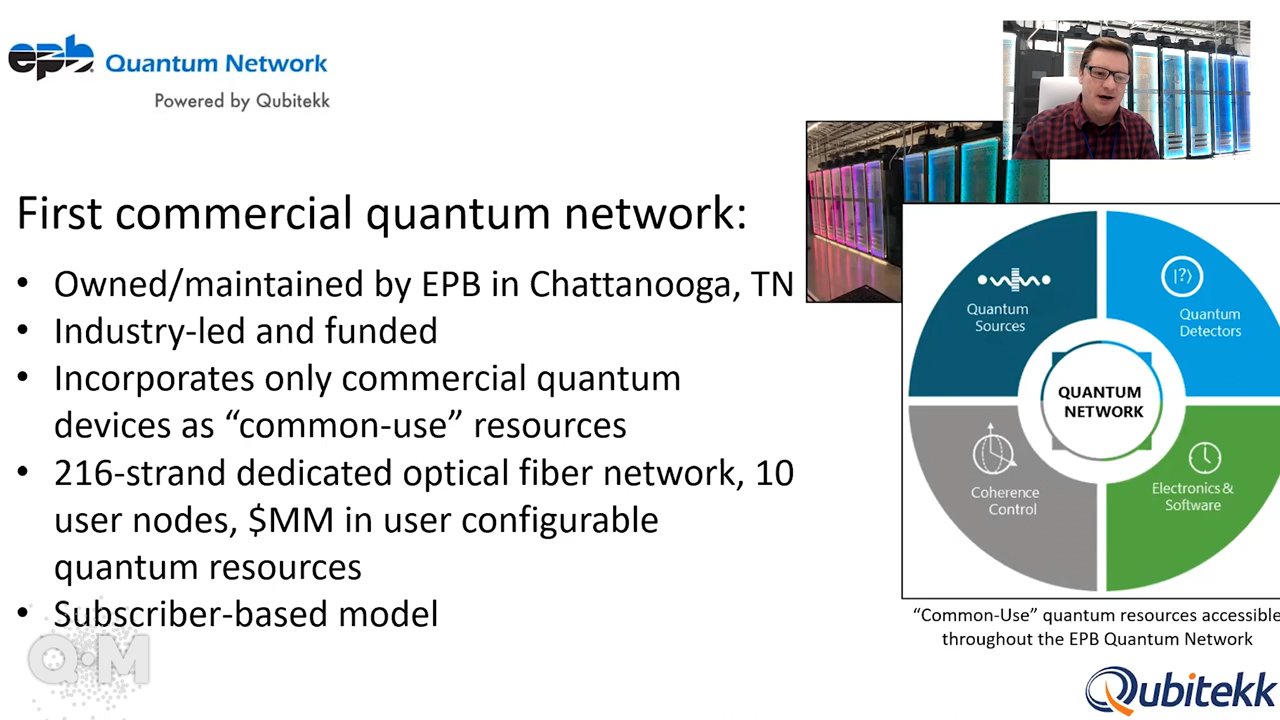 epb Quantum Network
Powered by Qubitekk
First commercial quantum network:
• Owned/maintained by EPB in Chattanooga, TN
• Industry-led and funded
• Incorporates only commercial quantum
devices as “common-use” resources
• 216-strand dedicated optical fiber network, 10
user nodes, $MM in user configurable
quantum resources
• Subscriber-based model
Q·M
Quantum
Sources
|?⟩
Quantum
Detectors
QUANTUM
NETWORK
Coherence
Control
Electronics &
Software
“Common-Use” quantum resources accessible
throughout the EPB Quantum Network
Qubitekk